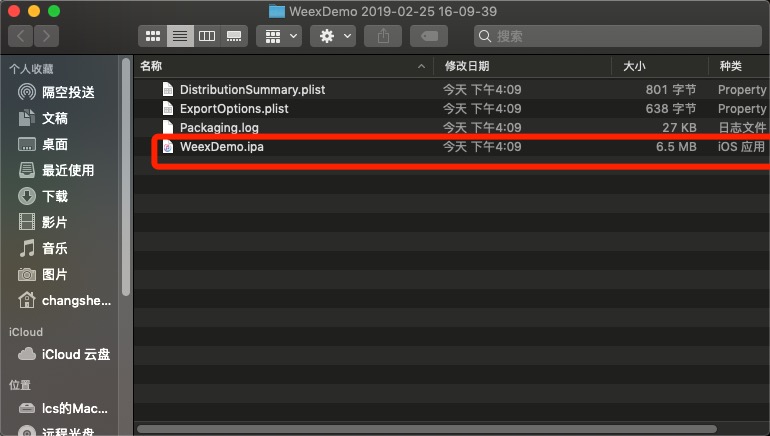 WeexDemo 2019-02-25 16-09-39
搜索
个人收藏
隔空投送
文稿
桌面
最近使用
下载
影片
音乐
图片
changshe...
iCloud
iCloud 云盘
位置
lcs的Mac...
远程光盘
名称 修改日期 大小 种类
DistributionSummary.plist 今天 下午4:09 801 字节 Property
ExportOptions.plist 今天 下午4:09 638 字节 Property
Packaging.log 今天 下午4:09 27 KB 日志文件
WeexDemo.ipa 今天 下午4:09 6.5 MB iOS 应用